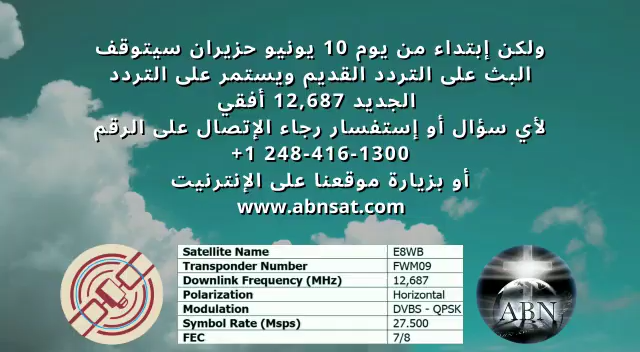 ولكن إبتداء من يوم 10 يونيو حزيران سيتوقف
البث على التردد القديم ويستمر على التردد
الجديد 12,687 أفقي
لأي سؤال أو إستفسار رجاء الإتصال على الرقم
+1 248-416-1300
أو بزيارة موقعنا على الإنترنيت
www.abnsat.com
Satellite Name E8WB
Transponder Number FWM09
Downlink Frequency (MHz) 12,687
Polarization Horizontal
Modulation DVBS - QPSK
Symbol Rate (Msps) 27.500
FEC 7/8
ABN